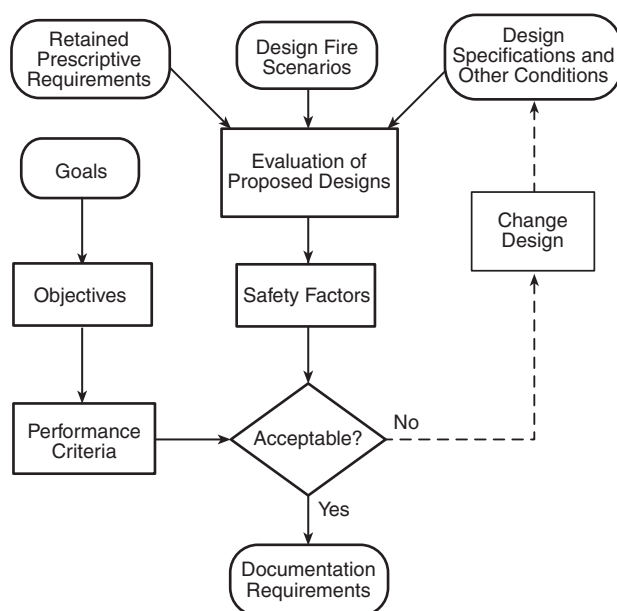 Retained
Prescriptive
Requirements
Design Fire
Scenarios
Design
Specifications and
Other Conditions
Goals
Evaluation of
Proposed Designs
Change
Design
Objectives
Safety Factors
Performance
Criteria
Acceptable?
No
Yes
Documentation
Requirements